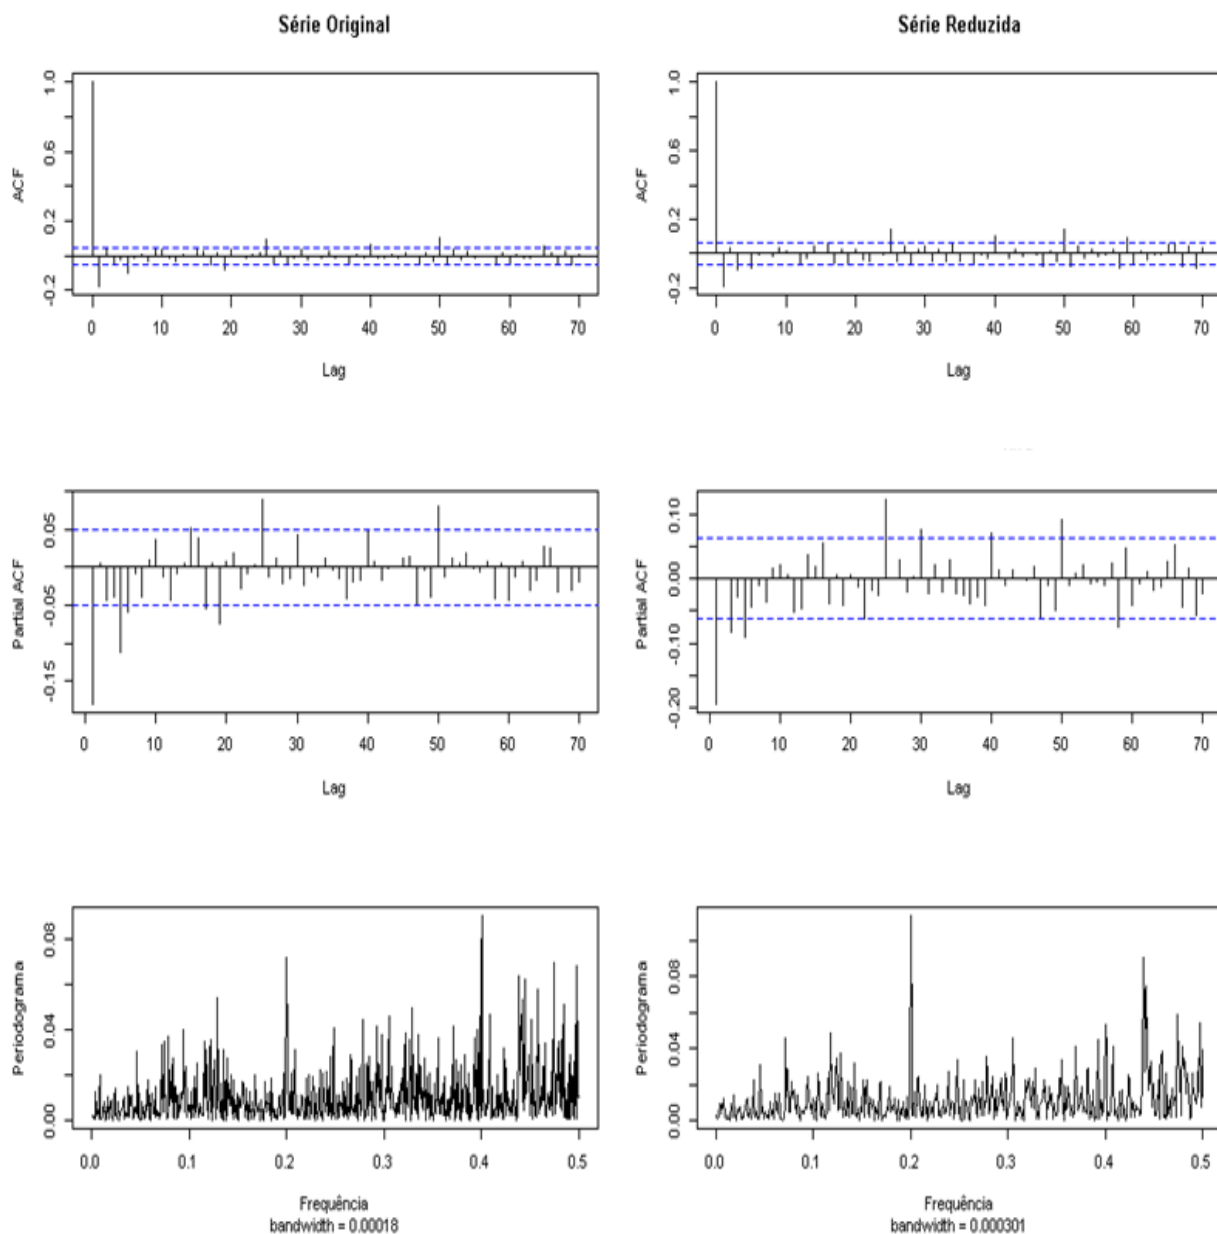 Série Original
ACF
-0.2 0.2 0.6 1.0
0 10 20 30 40 50 60 70
Lag
Série Reduzida
ACF
-0.2 0.2 0.6 1.0
0 10 20 30 40 50 60 70
Lag
Partial ACF
-0.15 -0.05 0.05
0 10 20 30 40 50 60 70
Lag
Partial ACF
-0.20 -0.10 0.00 0.10
0 10 20 30 40 50 60 70
Lag
Periodograma
0.00 0.04 0.08
0.0 0.1 0.2 0.3 0.4 0.5
Frequência
bandwidth = 0.00018
Periodograma
0.00 0.04 0.08
0.0 0.1 0.2 0.3 0.4 0.5
Frequência
bandwidth = 0.000301